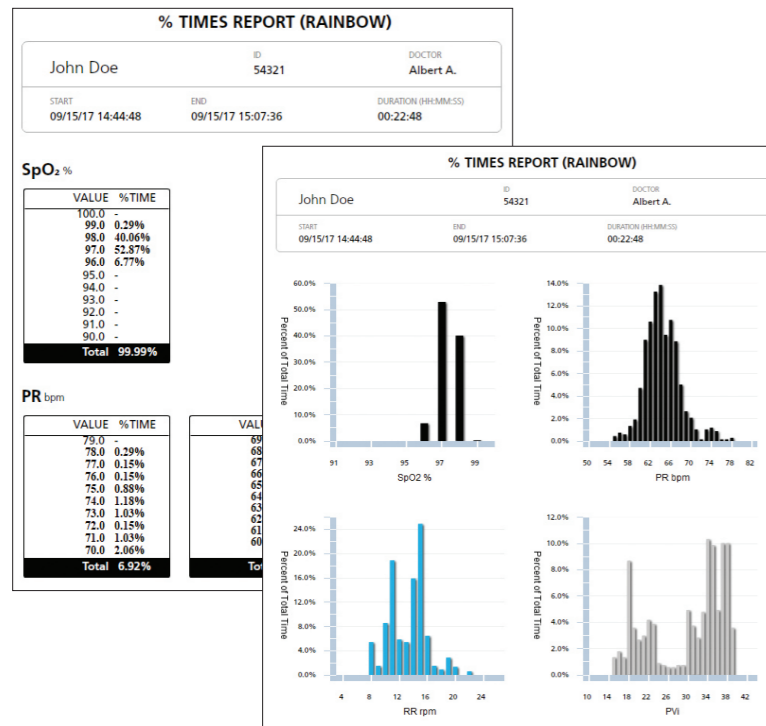 % TIMES REPORT (RAINBOW)
John Doe
ID
54321
DOCTOR
Albert A.
START
09/15/17 14:44:48
END
09/15/17 15:07:36
DURATION (HH:MM:SS)
00:22:48
SpO₂ %
VALUE %TIME
100.0 -
99.0 0.29%
98.0 40.06%
97.0 52.87%
96.0 6.77%
95.0 -
94.0 -
93.0 -
92.0 -
91.0 -
90.0 -
Total 99.99%
PR bpm
VALUE %TIME
79.0 -
78.0 0.29%
77.0 0.15%
76.0 0.15%
75.0 0.88%
74.0 1.18%
73.0 1.03%
72.0 0.15%
71.0 1.03%
70.0 2.06%
Total 6.92%
69
68
67
66
65
64
63
62
61
60
% TIMES REPORT (RAINBOW)
John Doe
ID
54321
DOCTOR
Albert A.
START
09/15/17 14:44:48
END
09/15/17 15:07:36
DURATION (HH:MM:SS)
00:22:48
Percent of Total Time
60.0%
50.0%
40.0%
30.0%
20.0%
10.0%
0.0%
91 93 95 97 99
SpO2 %
Percent of Total Time
14.0%
12.0%
10.0%
8.0%
6.0%
4.0%
2.0%
0.0%
50 54 58 62 66 70 74 78 82
PR bpm
Percent of Total Time
24.0%
20.0%
16.0%
12.0%
8.0%
4.0%
0.0%
4 8 12 16 20 24
RR rpm
Percent of Total Time
12.0%
10.0%
8.0%
6.0%
4.0%
2.0%
0.0%
10 14 18 22 26 30 34 38 42
PVi